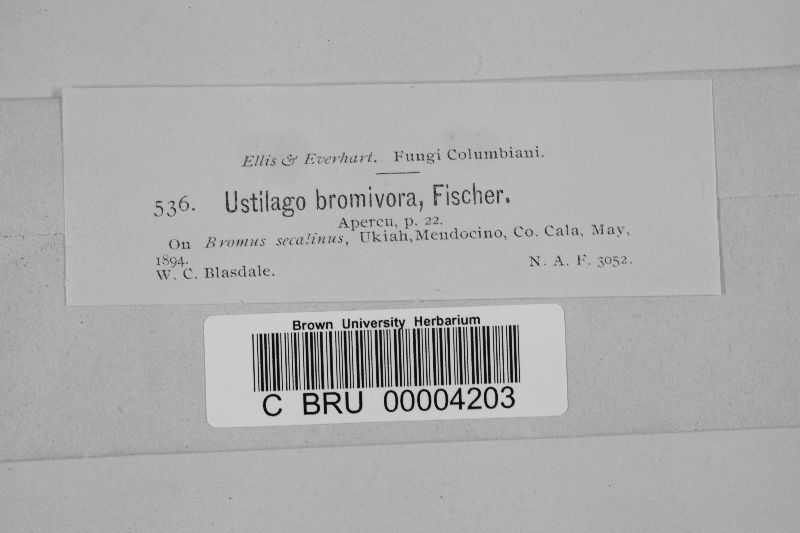 Ellis & Everhart. Fungi Columbiani.
536. Ustilago bromivora, Fischer.
Apercu, p. 22.
On Bromus secalinus, Ukiah, Mendocino, Co. Cala, May,
1894.
W. C. Blasdale. N. A. F. 3052.
Brown University Herbarium
C BRU 00004203